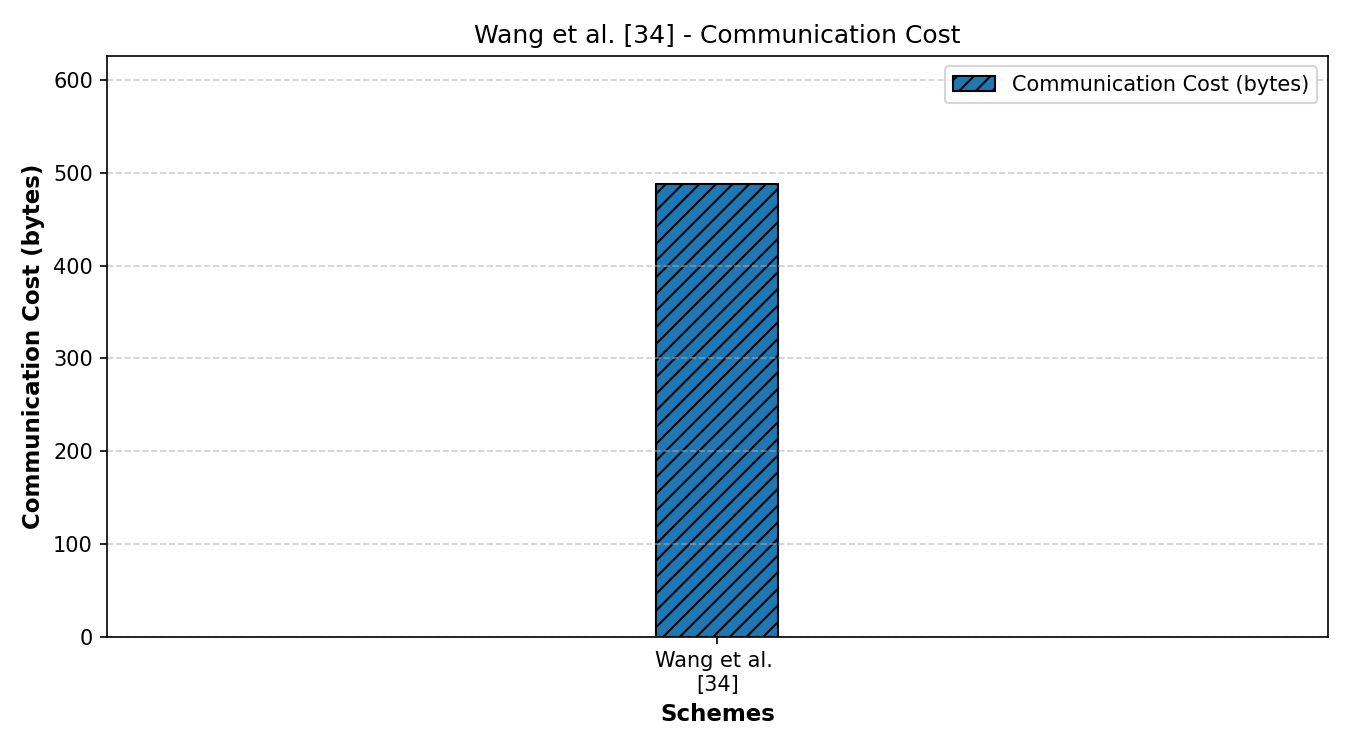 Wang et al. [34] - Communication Cost
Communication Cost (bytes)
600
500
400
300
200
100
0
Communication Cost (bytes)
Wang et al.
[34]
Schemes